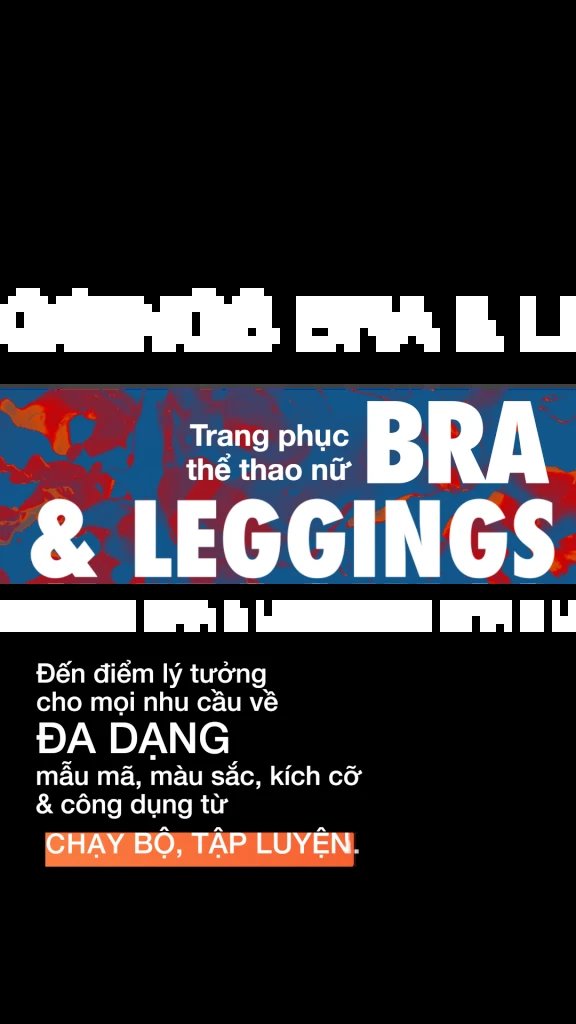 Trang phục
thể thao nữ
BRA
& LEGGINGS
Đến điểm lý tưởng
cho mọi nhu cầu về
ĐA DẠNG
mẫu mã, màu sắc, kích cỡ
& công dụng từ
CHẠY BỘ, TẬP LUYỆN.